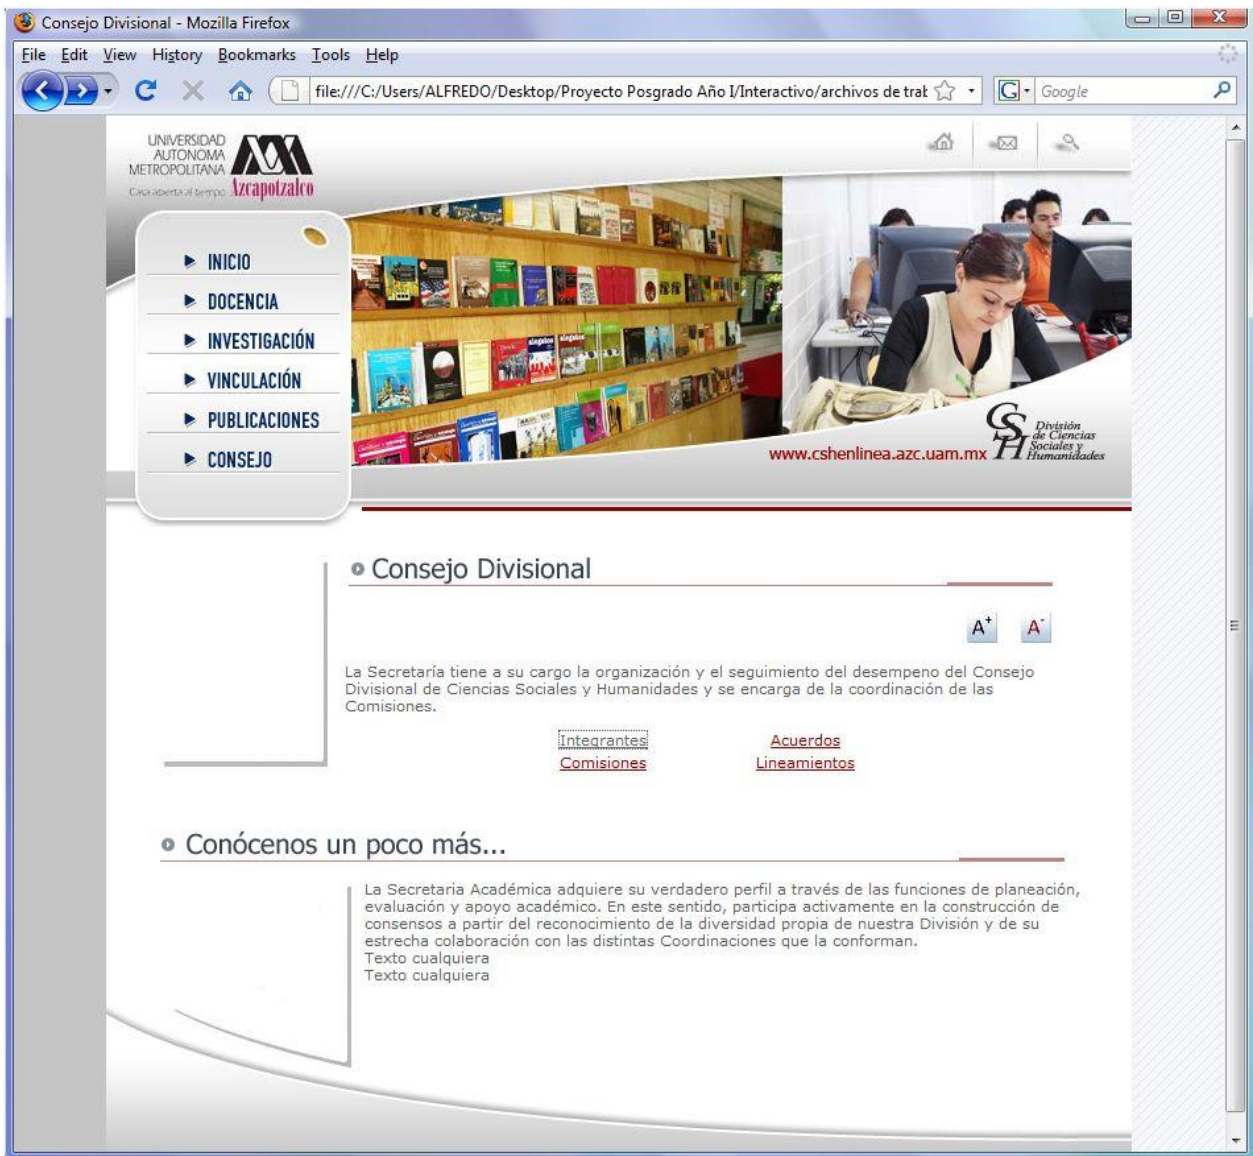 Consejo Divisional - Mozilla Firefox
File Edit View History Bookmarks Tools Help
file:///C:/Users/ALFREDO/Desktop/Proyecto Posgrado Año I/Interactivo/archivos de trab
G Google
UNIVERSIDAD
AUTONOMA
METROPOLITANA
Casa abierta al tiempo Azcapotzalco
INICIO
DOCENCIA
INVESTIGACIÓN
VINCULACIÓN
PUBLICACIONES
CONSEJO
www.cshenlinea.azc.uam.mx
CSH
División
de Ciencias
Sociales y
Humanidades
Consejo Divisional
A+ A-
La Secretaría tiene a su cargo la organización y el seguimiento del desempeno del Consejo
Divisional de Ciencias Sociales y Humanidades y se encarga de la coordinación de las
Comisiones.
Integrantes Acuerdos
Comisiones Lineamientos
Conócenos un poco más...
La Secretaria Académica adquiere su verdadero perfil a través de las funciones de planeación,
evaluación y apoyo académico. En este sentido, participa activamente en la construcción de
consensos a partir del reconocimiento de la diversidad propia de nuestra División y de su
estrecha colaboración con las distintas Coordinaciones que la conforman.
Texto cualquiera
Texto cualquiera